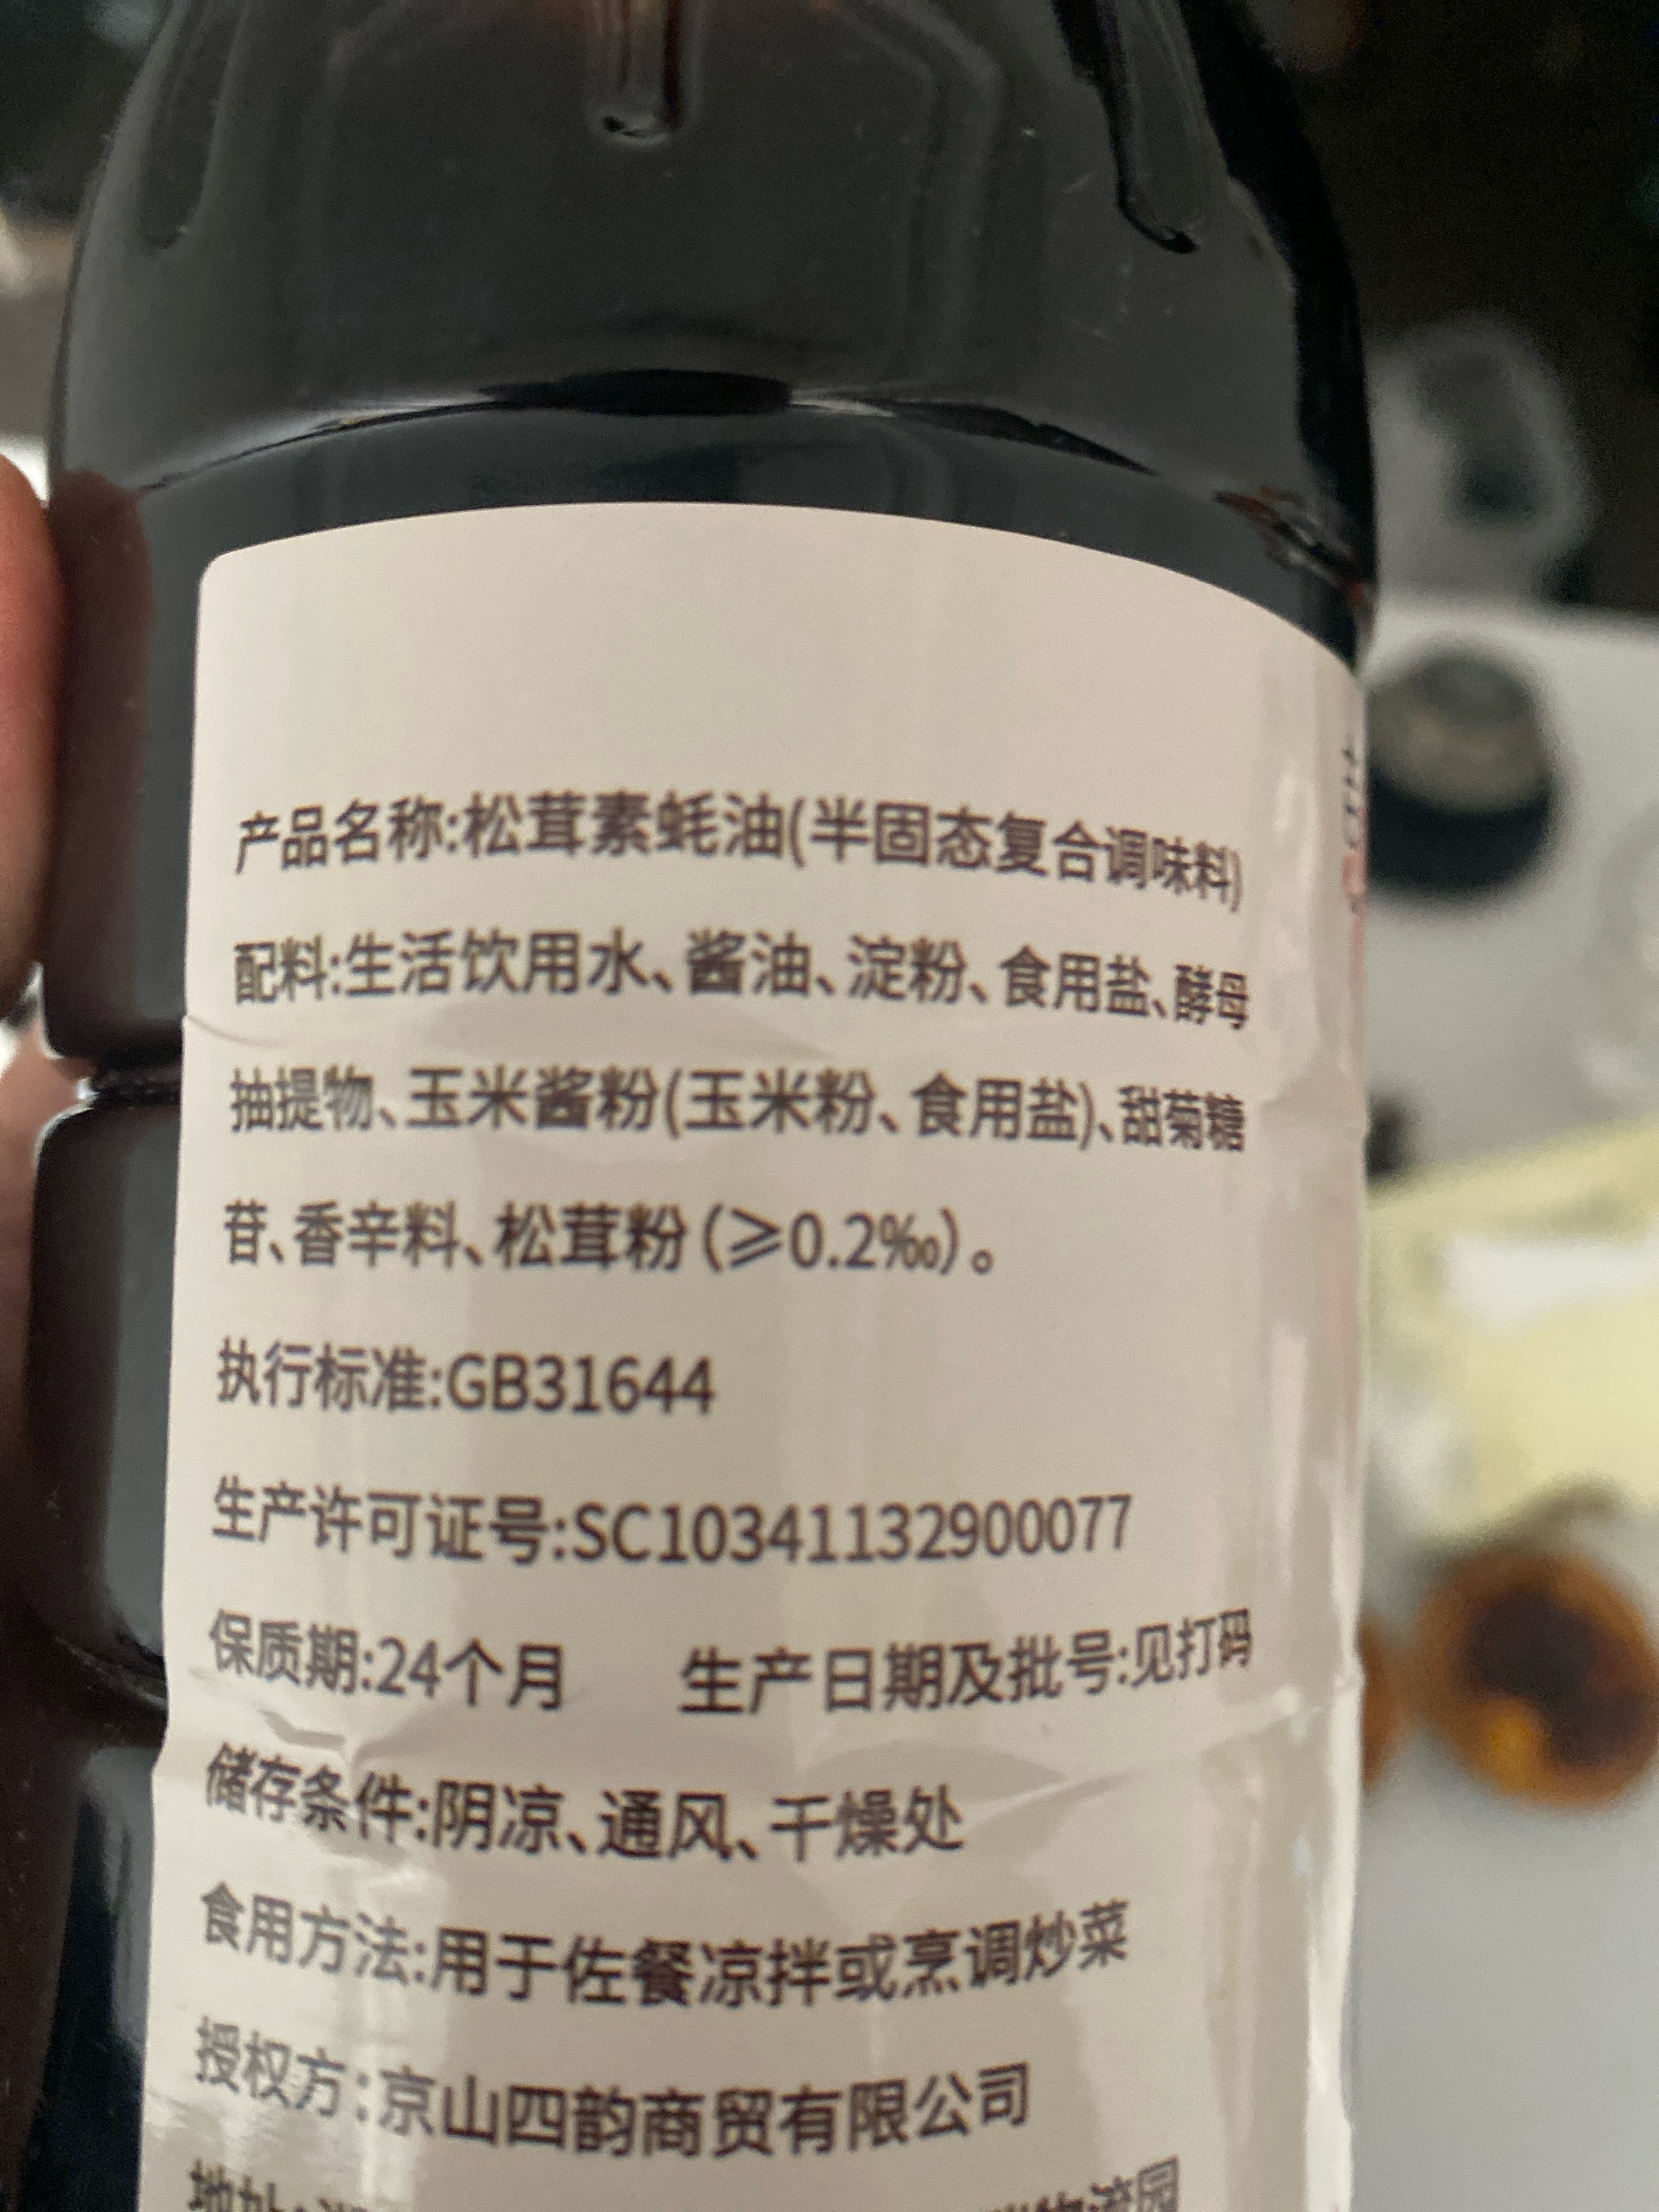 产品名称:松茸素蚝油(半固态复合调味料)
配料:生活饮用水、酱油、淀粉、食用盐、酵母
抽提物、玉米酱粉(玉米粉、食用盐)、甜菊糖
苷、香辛料、松茸粉(≥0.2‰)。
执行标准:GB31644
生产许可证号:SC10341132900077
保质期:24个月 生产日期及批号:见打码
储存条件:阴凉、通风、干燥处
食用方法:用于佐餐凉拌或烹调炒菜
授权方:京山四韵商贸有限公司
地址: